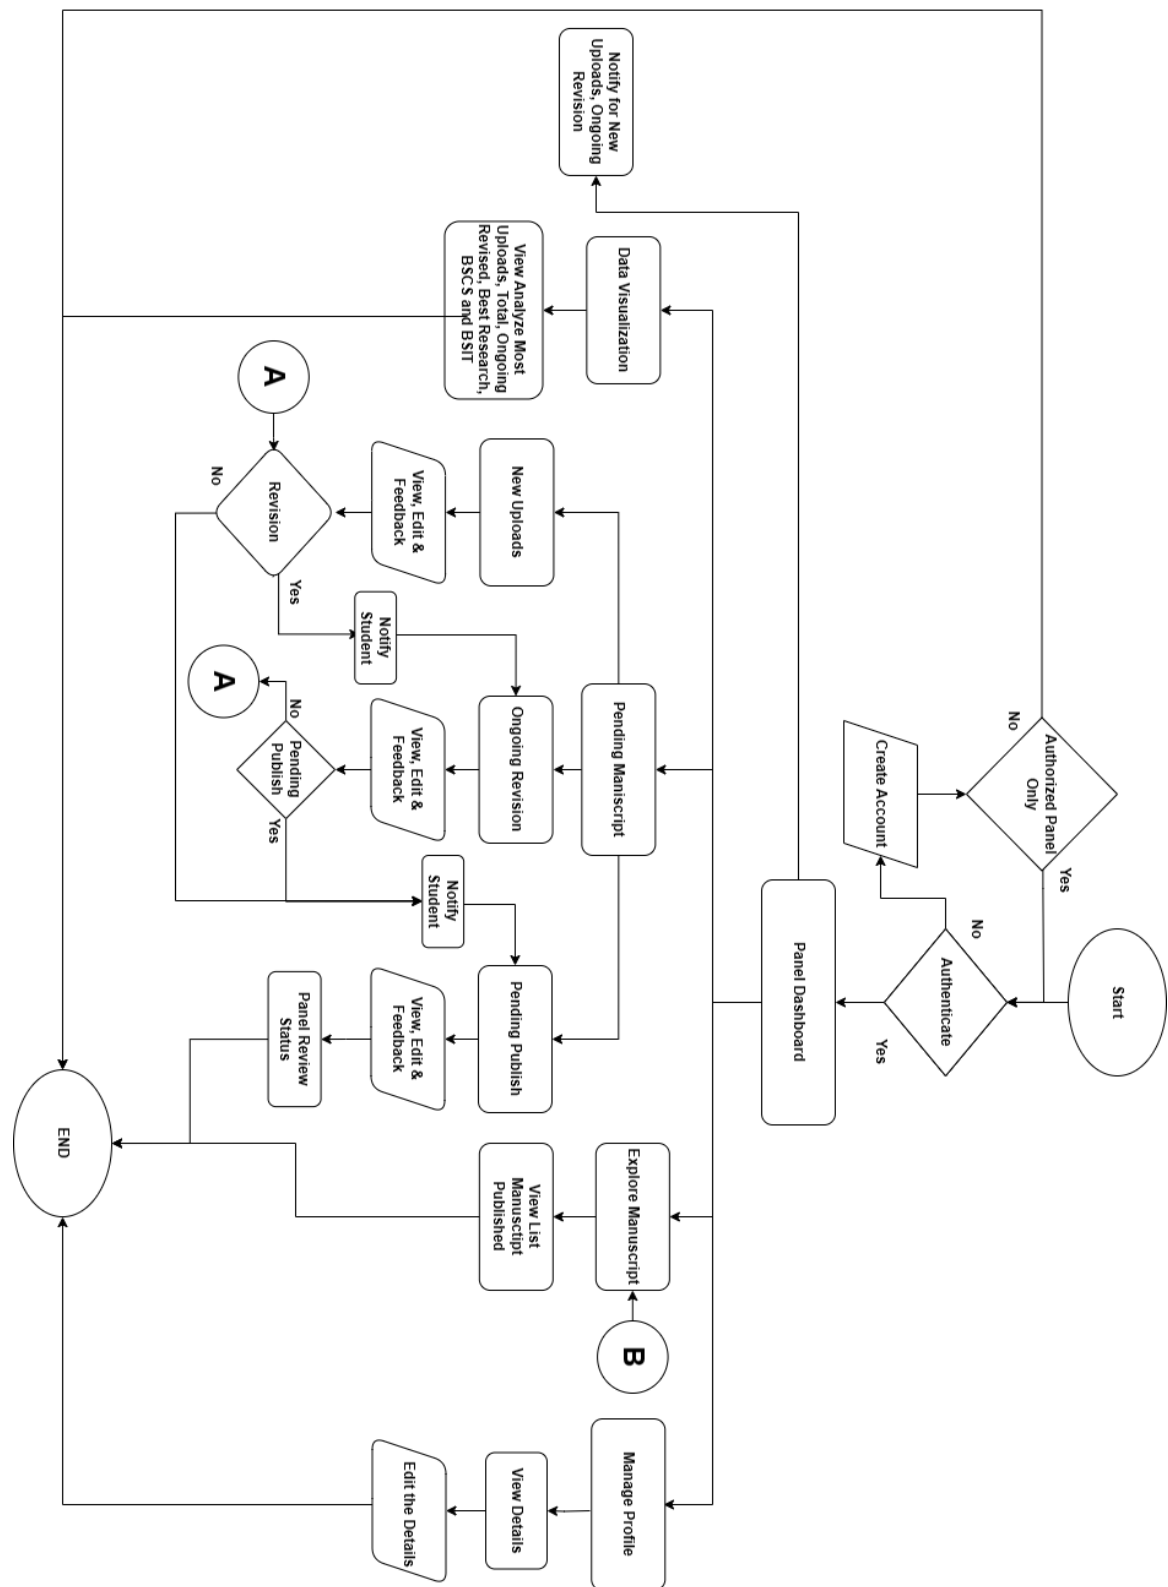 Start
Authenticate
Yes
No
Authorized Panel
Only
Yes
No
Create Account
Panel Dashboard
Notify for New
Uploads, Ongoing
Revision
Data Visualization
View Analyze Most
Uploads, Total, Ongoing
Revised, Best Research,
BSCS and BSIT
Pending Maniscript
New Uploads
View, Edit &
Feedback
A
Revision
No
Yes
Notify
Student
Ongoing Revision
View, Edit &
Feedback
Pending
Publish
No
Yes
A
Notify
Student
Pending Publish
View, Edit &
Feedback
Panel Review
Status
Explore Manuscript
B
View List
Manusctipt
Published
Manage Profile
View Details
Edit the Details
END